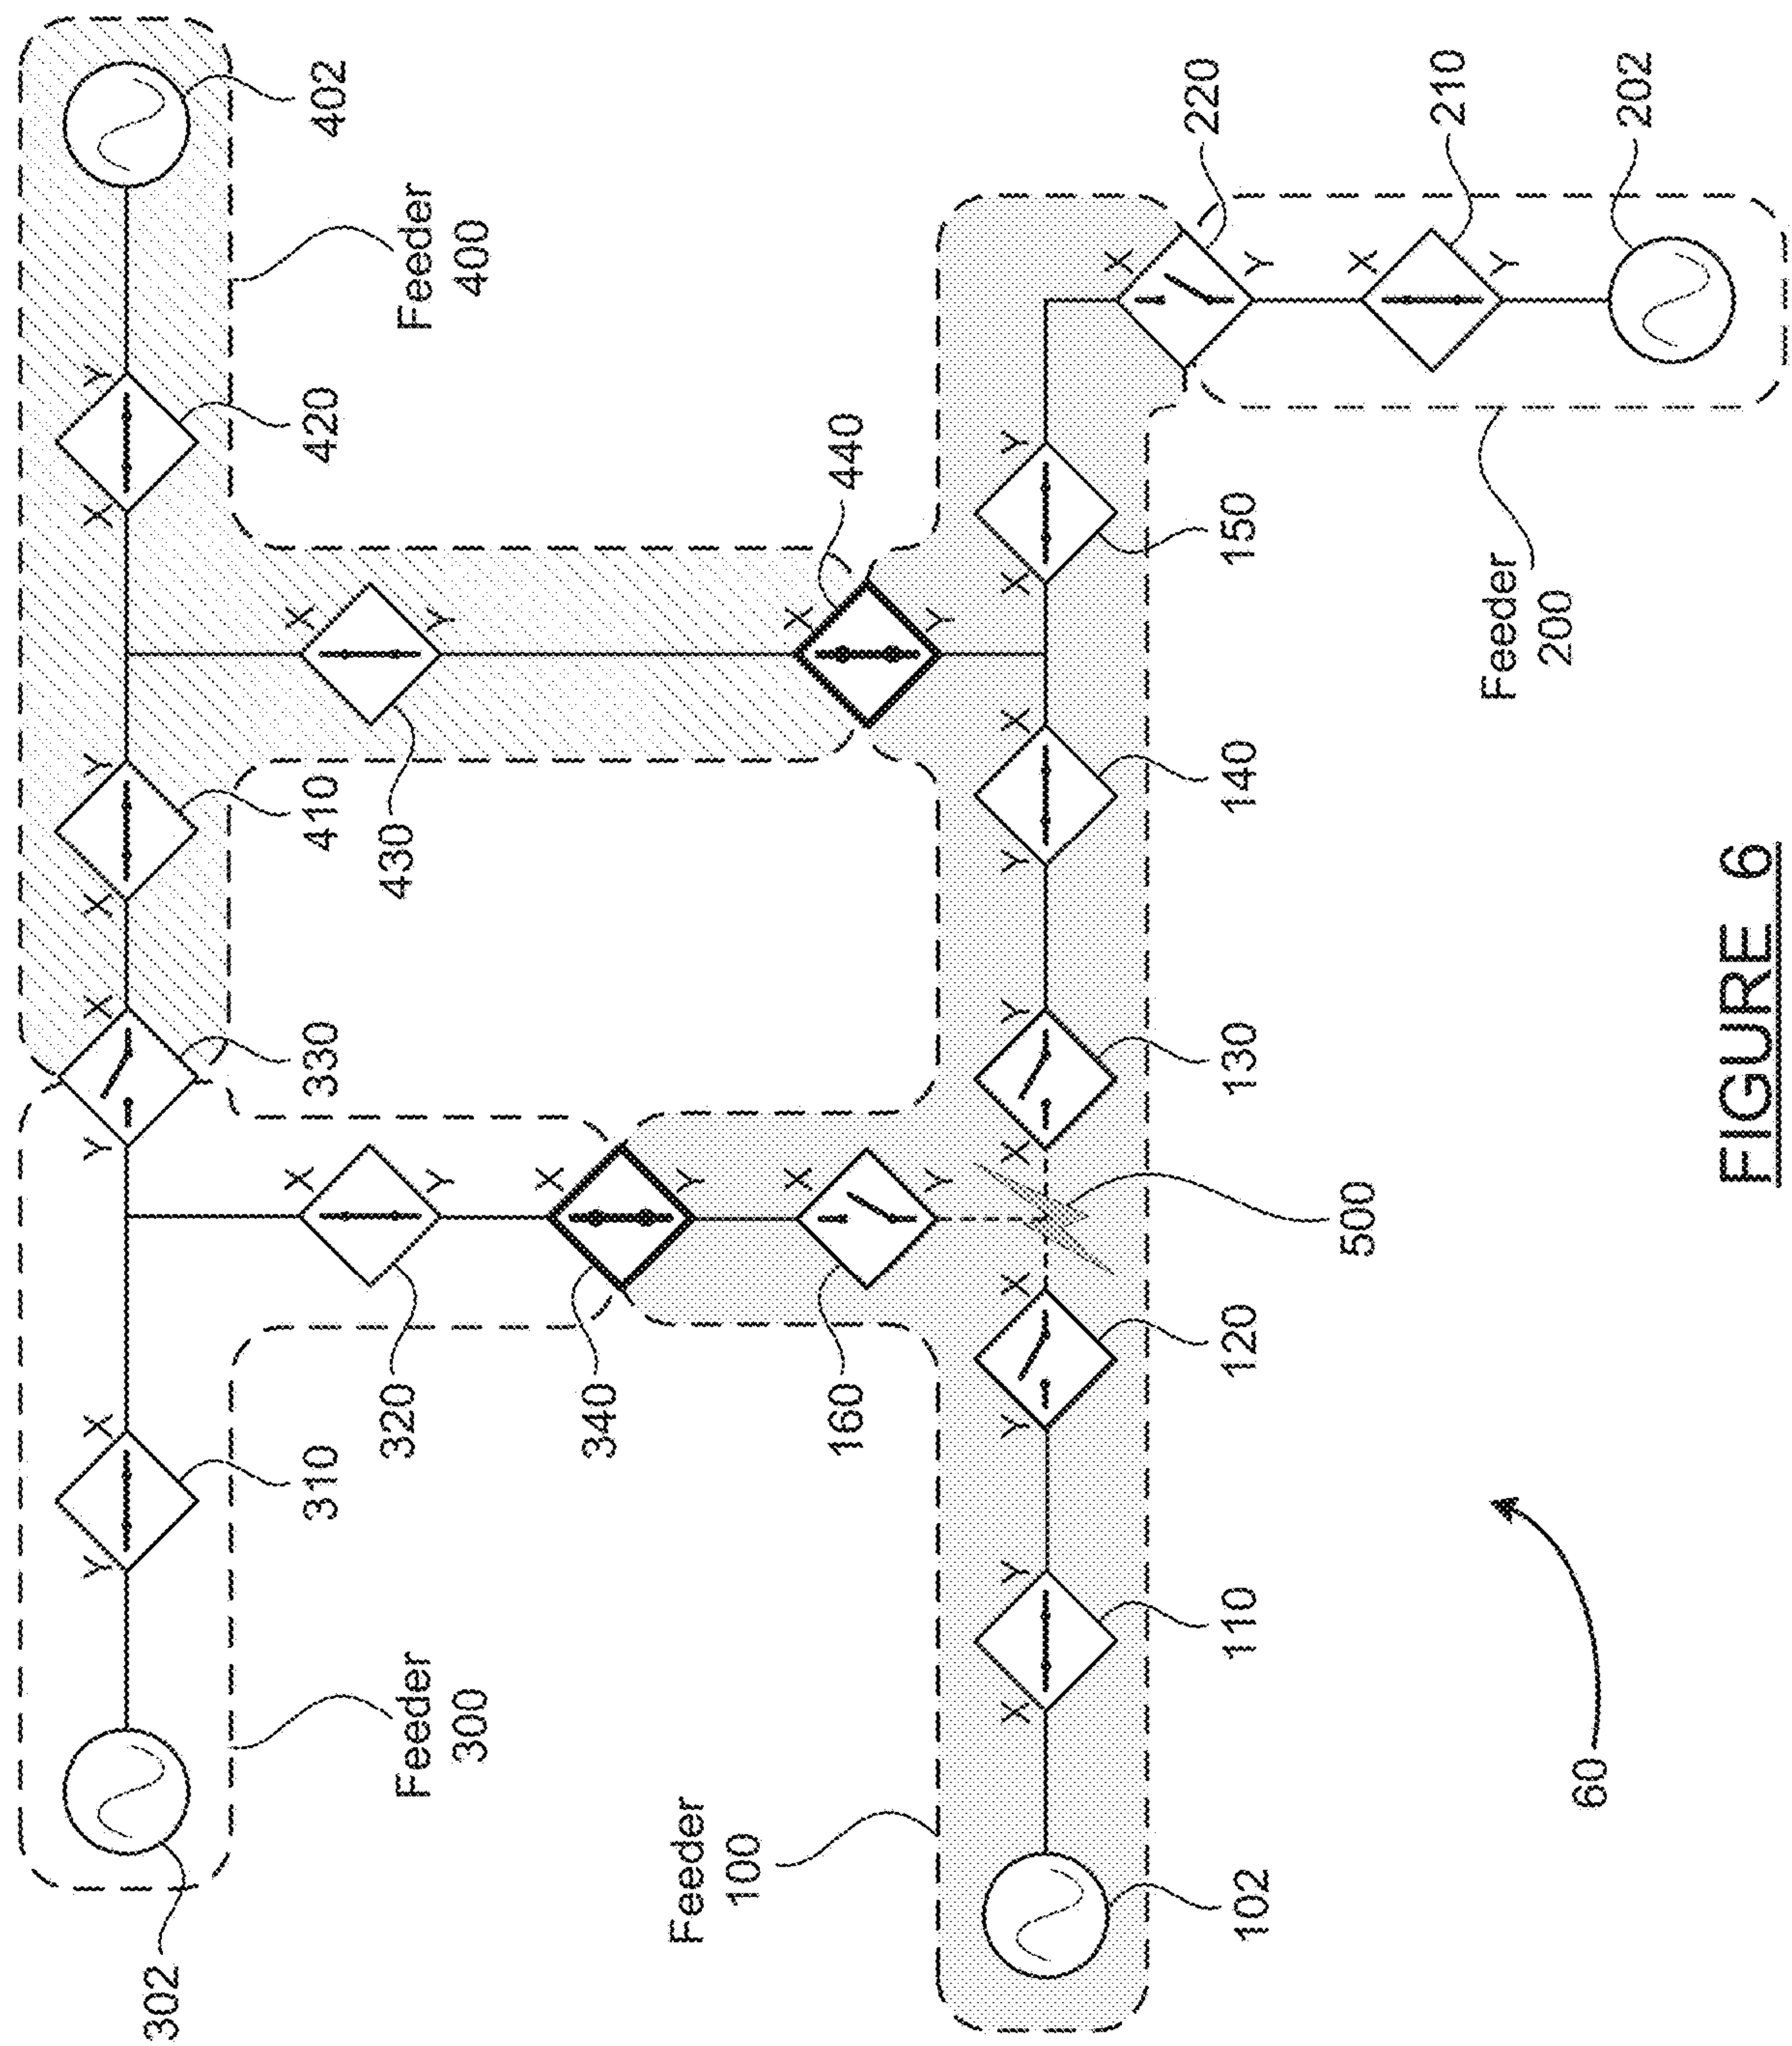 Y X Y X X Y X Y
302
X X
310 330 410 420 402
320 430
Feeder
300
Feeder
400
Y Y
X
340
Y
Feeder
100
X X
160 440
Y Y
X Y Y X X Y Y X X Y
X
220
102 110 120 130 140 150
Y
500
X
210
Y
Feeder
200
60
202
FIGURE 6